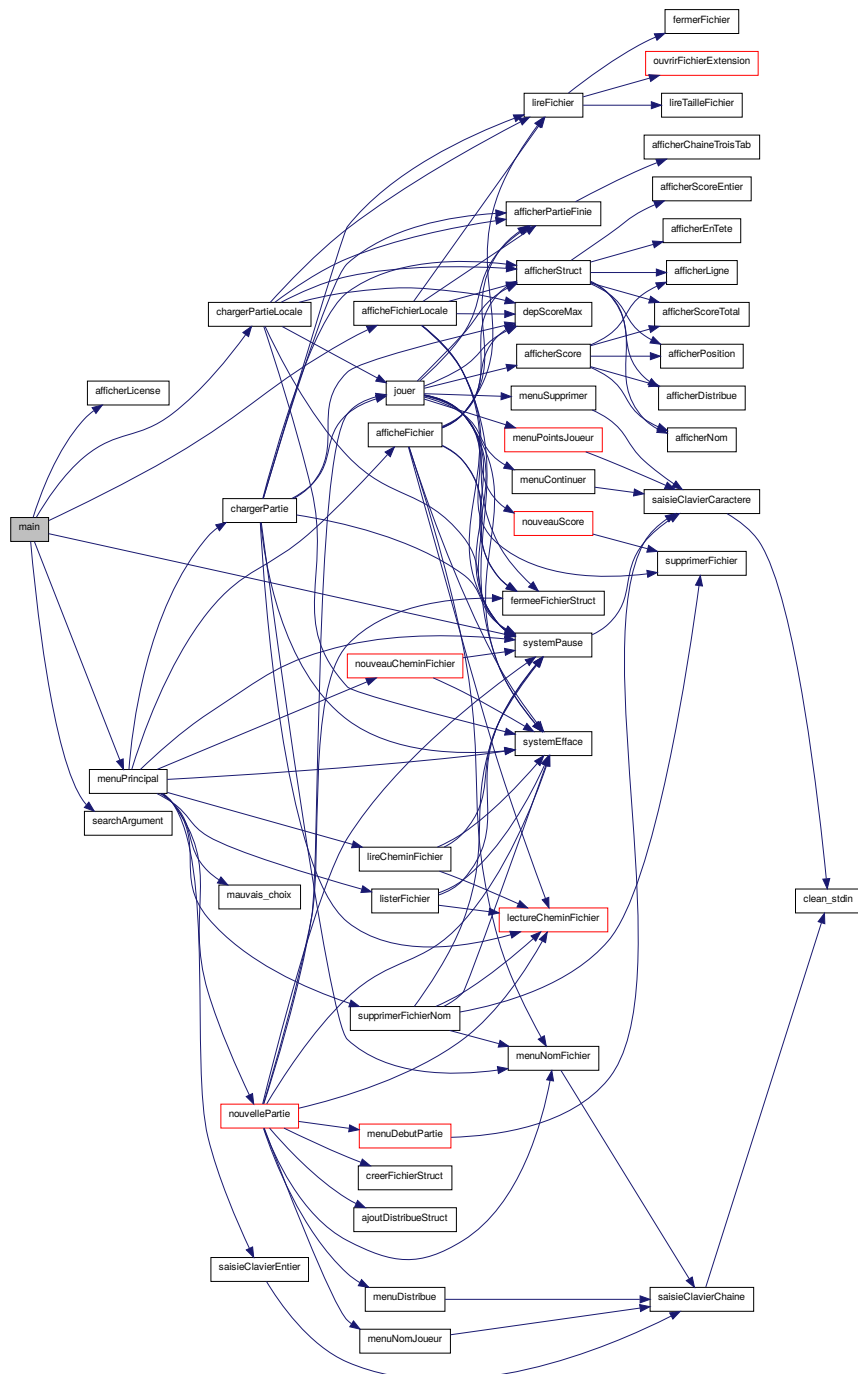 fermerFichier
ouvrirFichierExtension
lireFichier
lireTailleFichier
afficherChaineTroisTab
afficherScoreEntier
afficherPartieFinie
afficherEnTete
afficherStruct
afficherLigne
chargerPartieLocale
afficheFichierLocale
depScoreMax
afficherScoreTotal
afficherScore
afficherPosition
afficherLicense
jouer
menuSupprimer
afficherDistribue
afficheFichier
menuPointsJoueur
afficherNom
menuContinuer
saisieClavierCaractere
chargerPartie
main
nouveauScore
supprimerFichier
fermeeFichierStruct
systemPause
nouveauCheminFichier
systemEfface
menuPrincipal
searchArgument
lireCheminFichier
mauvais_choix
listerFichier
clean_stdin
lectureCheminFichier
supprimerFichierNom
menuNomFichier
nouvellePartie
menuDebutPartie
creerFichierStruct
ajoutDistribueStruct
saisieClavierEntier
menuDistribue
saisieClavierChaine
menuNomJoueur